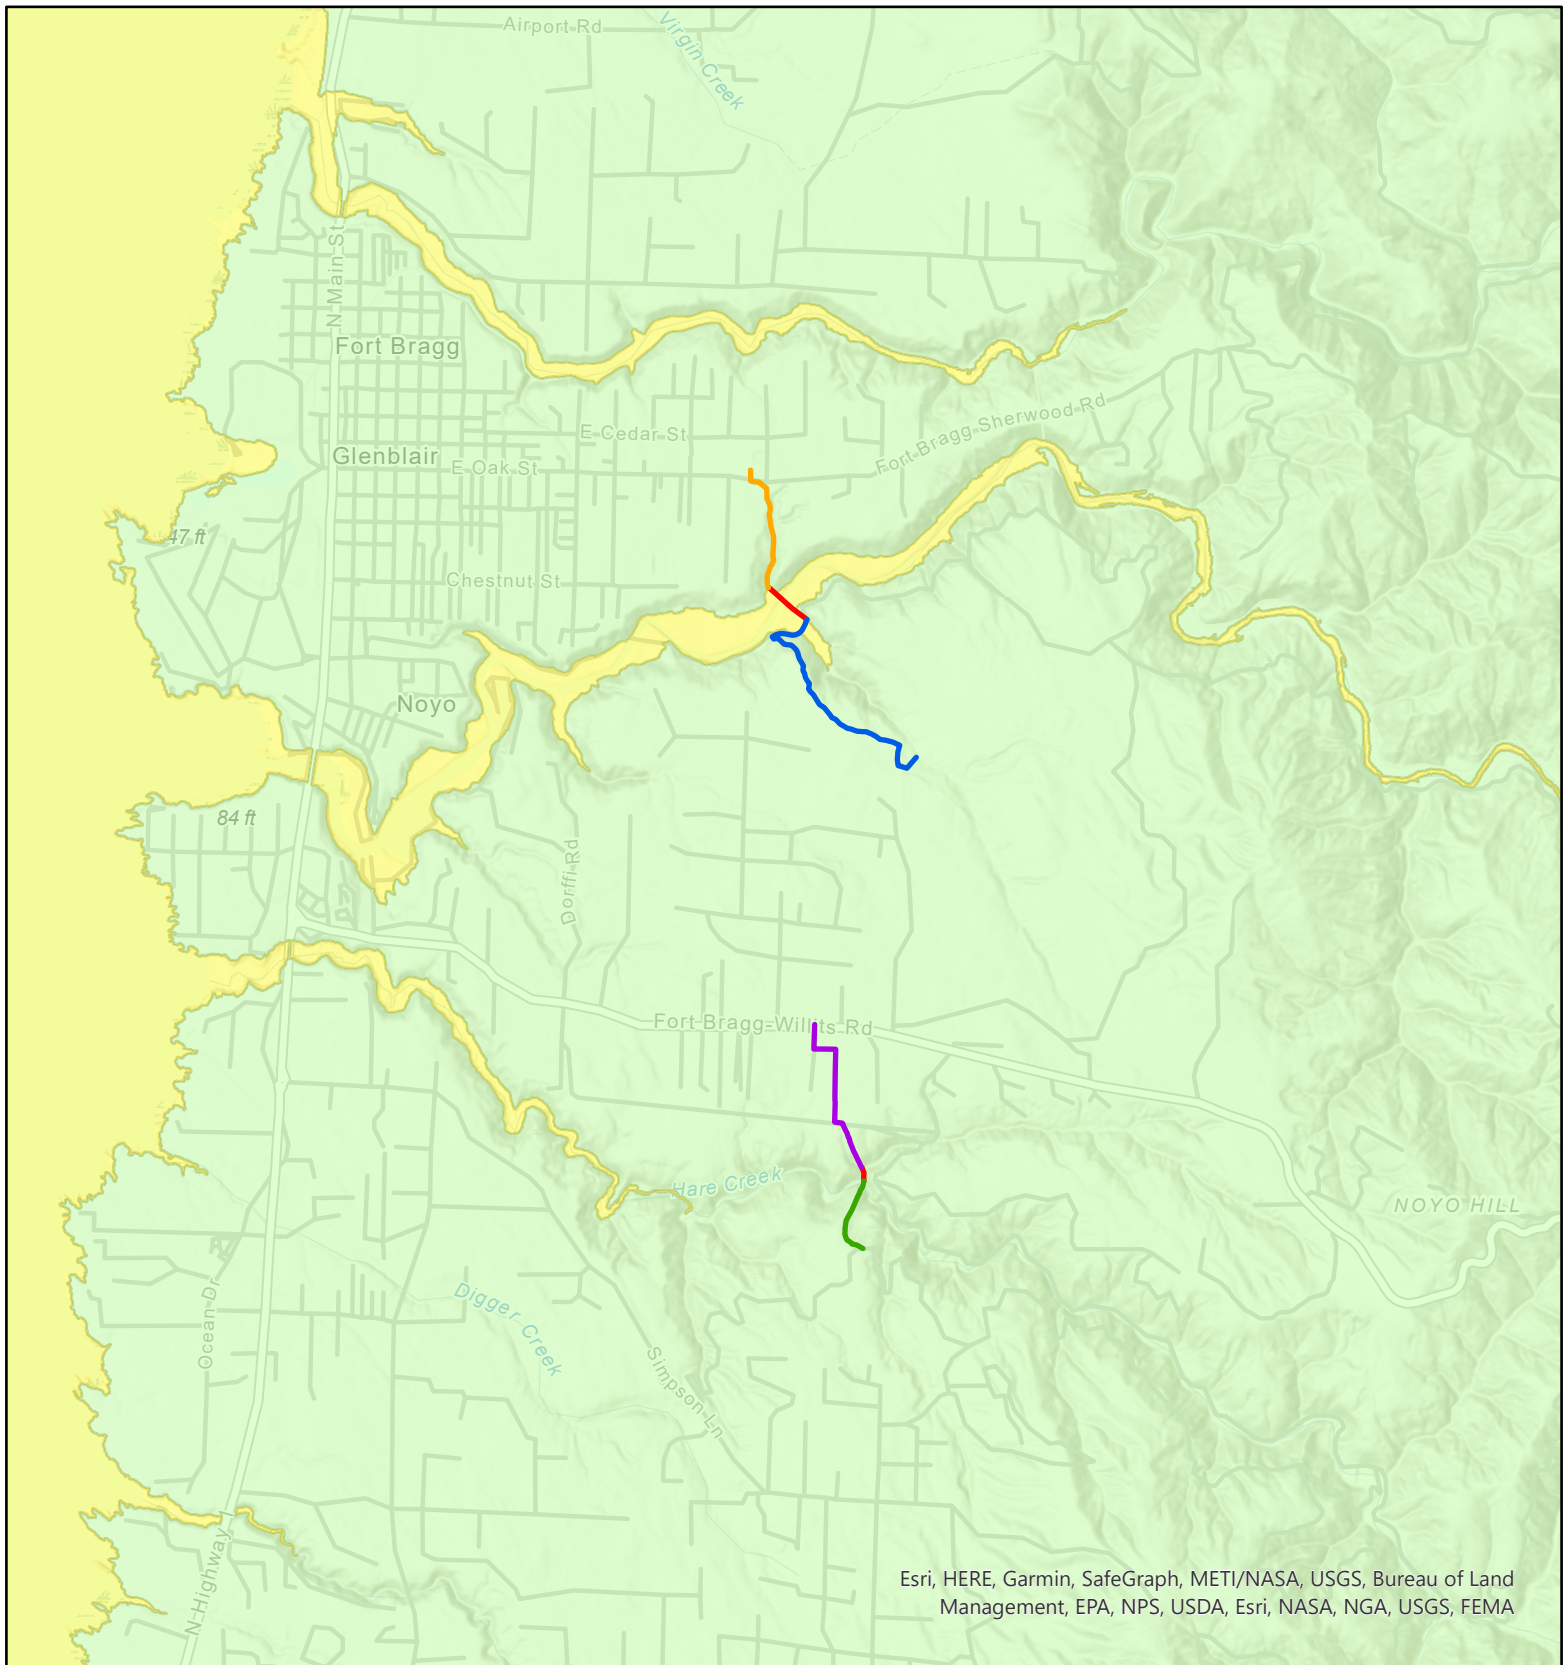 Airport Rd
Virgin Creek
N Main St
Fort Bragg
E Cedar St
Fort Bragg Sherwood Rd
Glenblair
E Oak St
47 ft
Chestnut St
Noyo
84 ft
Dorffi Rd
Fort Bragg-Willits Rd
Hare Creek
NOYO HILL
Ocean Dr
Digger Creek
Simpson Ln
N Highway 1
Esri, HERE, Garmin, SafeGraph, METI/NASA, USGS, Bureau of Land
Management, EPA, NPS, USDA, Esri, NASA, NGA, USGS, FEMA